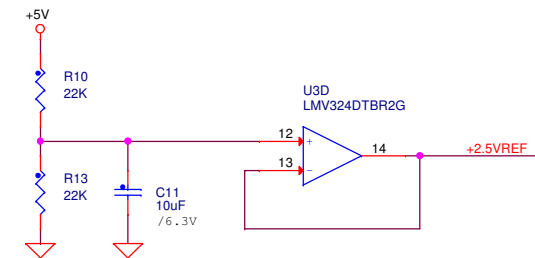 +5V
R10
22K
U3D
LMV324DTBR2G
12
+
14
+2.5VREF
13
−
R13
22K
C11
10uF
/6.3V